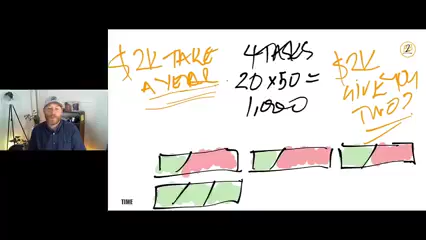 $2K TAKE
A YEAR.
4 TASKS
20 x 50 =
1,000
$2K
GIVE YOU
TWO?
TIME